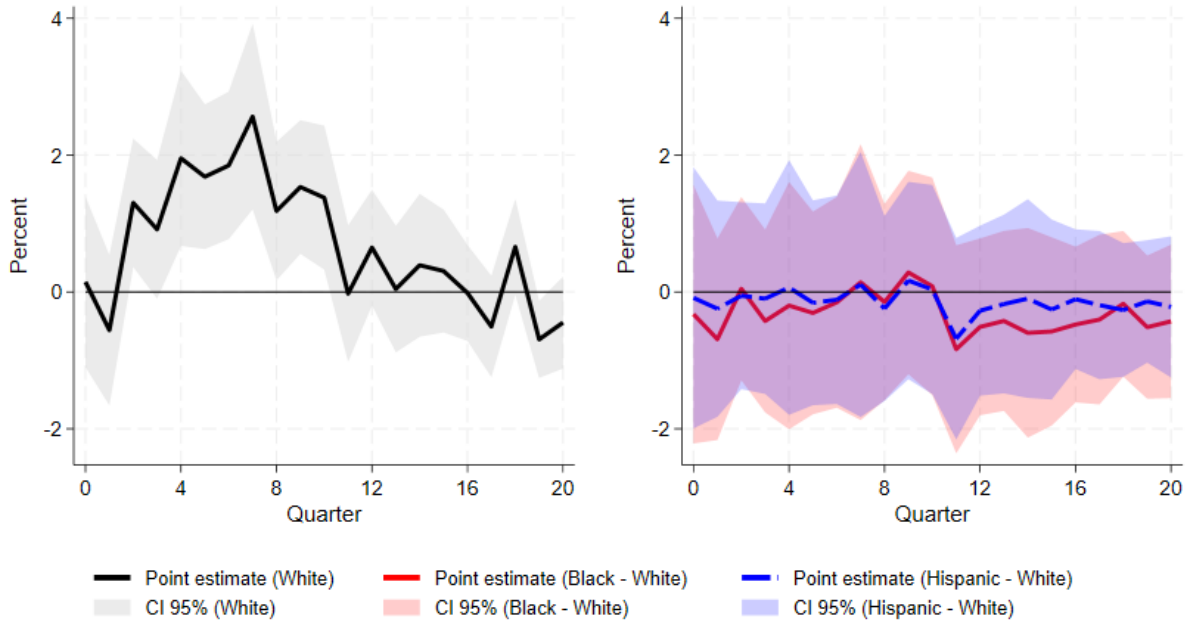 4
2
0
-2
Percent
0 4 8 12 16 20
Quarter
4
2
0
-2
Percent
0 4 8 12 16 20
Quarter
Point estimate (White) Point estimate (Black - White) Point estimate (Hispanic - White)
CI 95% (White) CI 95% (Black - White) CI 95% (Hispanic - White)